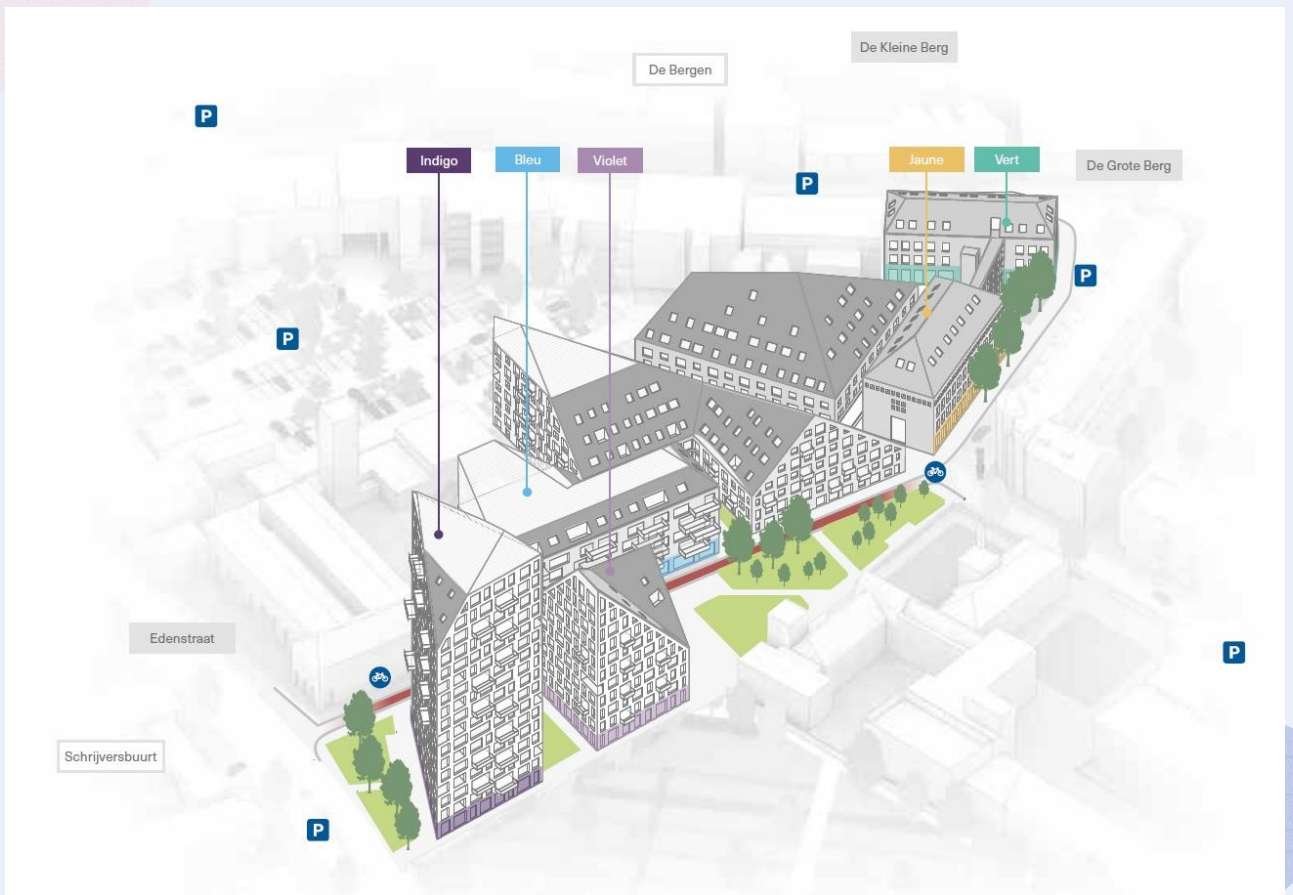 De Kleine Berg
De Bergen
P
Indigo
Bleu
Violet
Jaune
Vert
De Grote Berg
P
P
P
Edenstraat
P
Schrijversbuurt
P